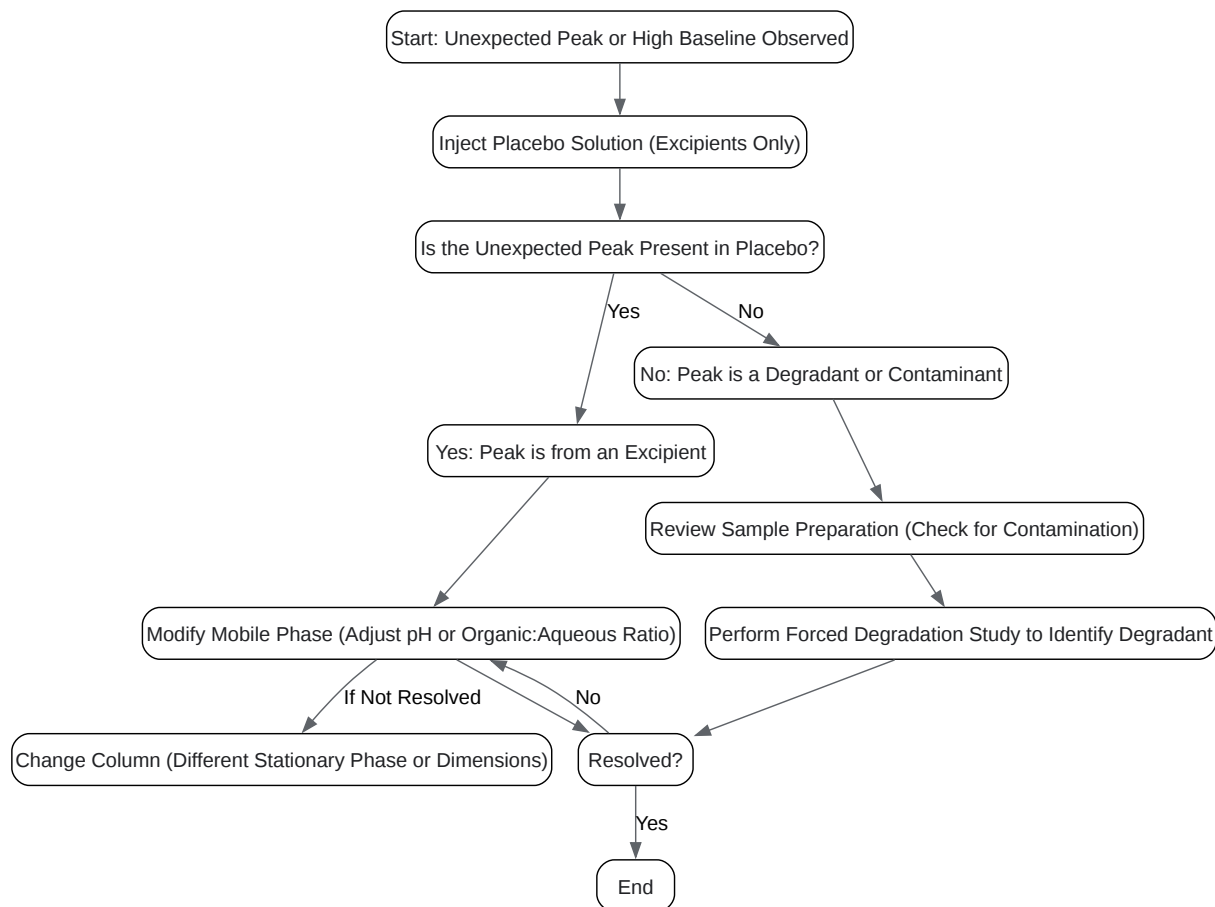 Start: Unexpected Peak or High Baseline Observed
Inject Placebo Solution (Excipients Only)
Is the Unexpected Peak Present in Placebo?
Yes
No
No: Peak is a Degradant or Contaminant
Yes: Peak is from an Excipient
Review Sample Preparation (Check for Contamination)
Modify Mobile Phase (Adjust pH or Organic:Aqueous Ratio)
Perform Forced Degradation Study to Identify Degradant
If Not Resolved
No
Change Column (Different Stationary Phase or Dimensions)
Resolved?
Yes
End